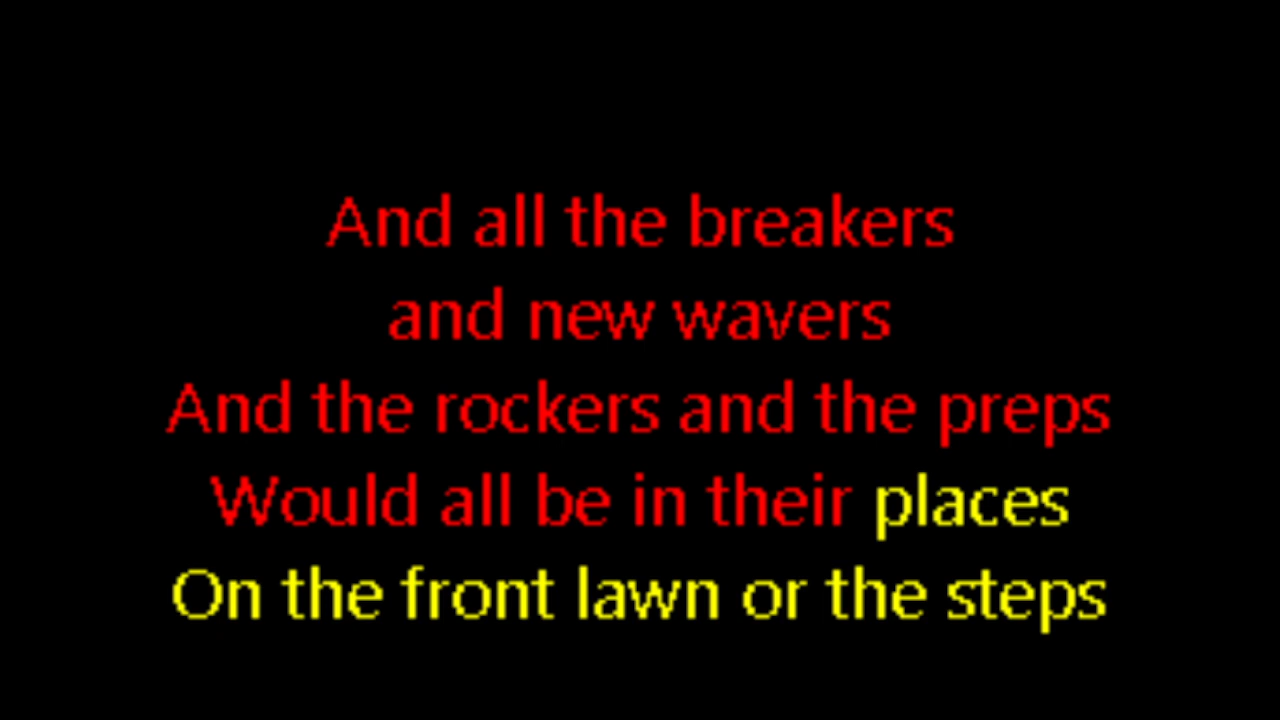 And all the breakers
and new wavers
And the rockers and the preps
Would all be in their places
On the front lawn or the steps